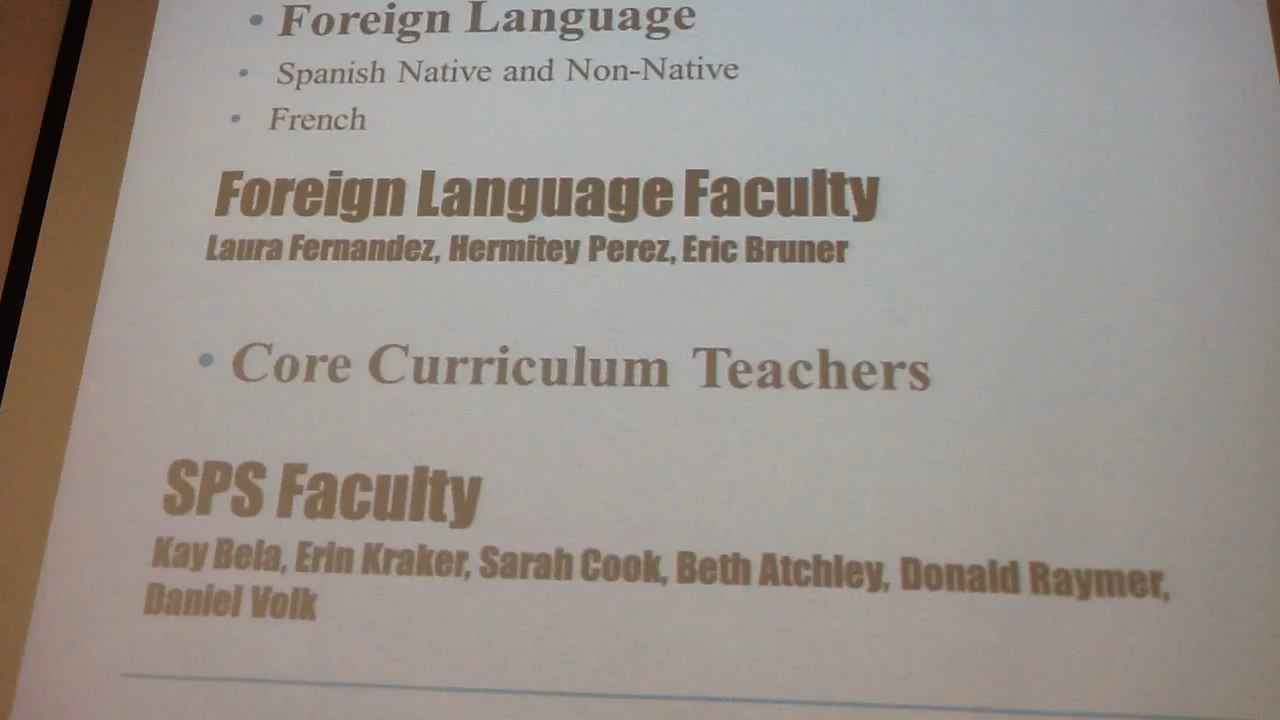 • Foreign Language
• Spanish Native and Non-Native
• French
Foreign Language Faculty
Laura Fernandez, Hermitey Perez, Eric Bruner
• Core Curriculum Teachers
SPS Faculty
Kay Bela, Erin Kraker, Sarah Cook, Beth Atchley, Donald Raymer,
Daniel Volk